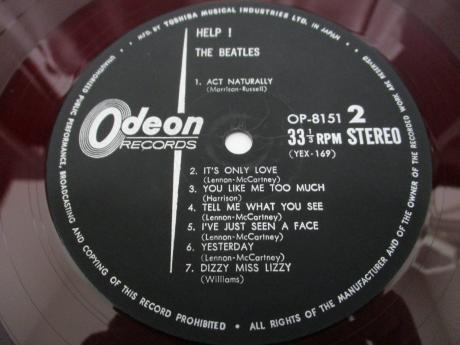 MFD. BY TOSHIBA MUSICAL INDUSTRIES LTD. IN JAPAN.
HELP !
THE BEATLES
1. ACT NATURALLY
(Morrison-Russell)
Odeon
RECORDS
OP-8151 2
33 1/3 RPM STEREO
(YEX-169)
2. IT'S ONLY LOVE
(Lennon-McCartney)
3. YOU LIKE ME TOO MUCH
(Harrison)
4. TELL ME WHAT YOU SEE
(Lennon-McCartney)
5. I'VE JUST SEEN A FACE
(Lennon-McCartney)
6. YESTERDAY
(Lennon-McCartney)
7. DIZZY MISS LIZZY
(Williams)
UNAUTHORIZED PUBLIC PERFORMANCE, BROADCASTING AND COPYING OF THIS RECORD PROHIBITED • ALL RIGHTS OF THE MANUFACTURER AND OF THE OWNER OF THE RECORDED WORK ARE RESERVED